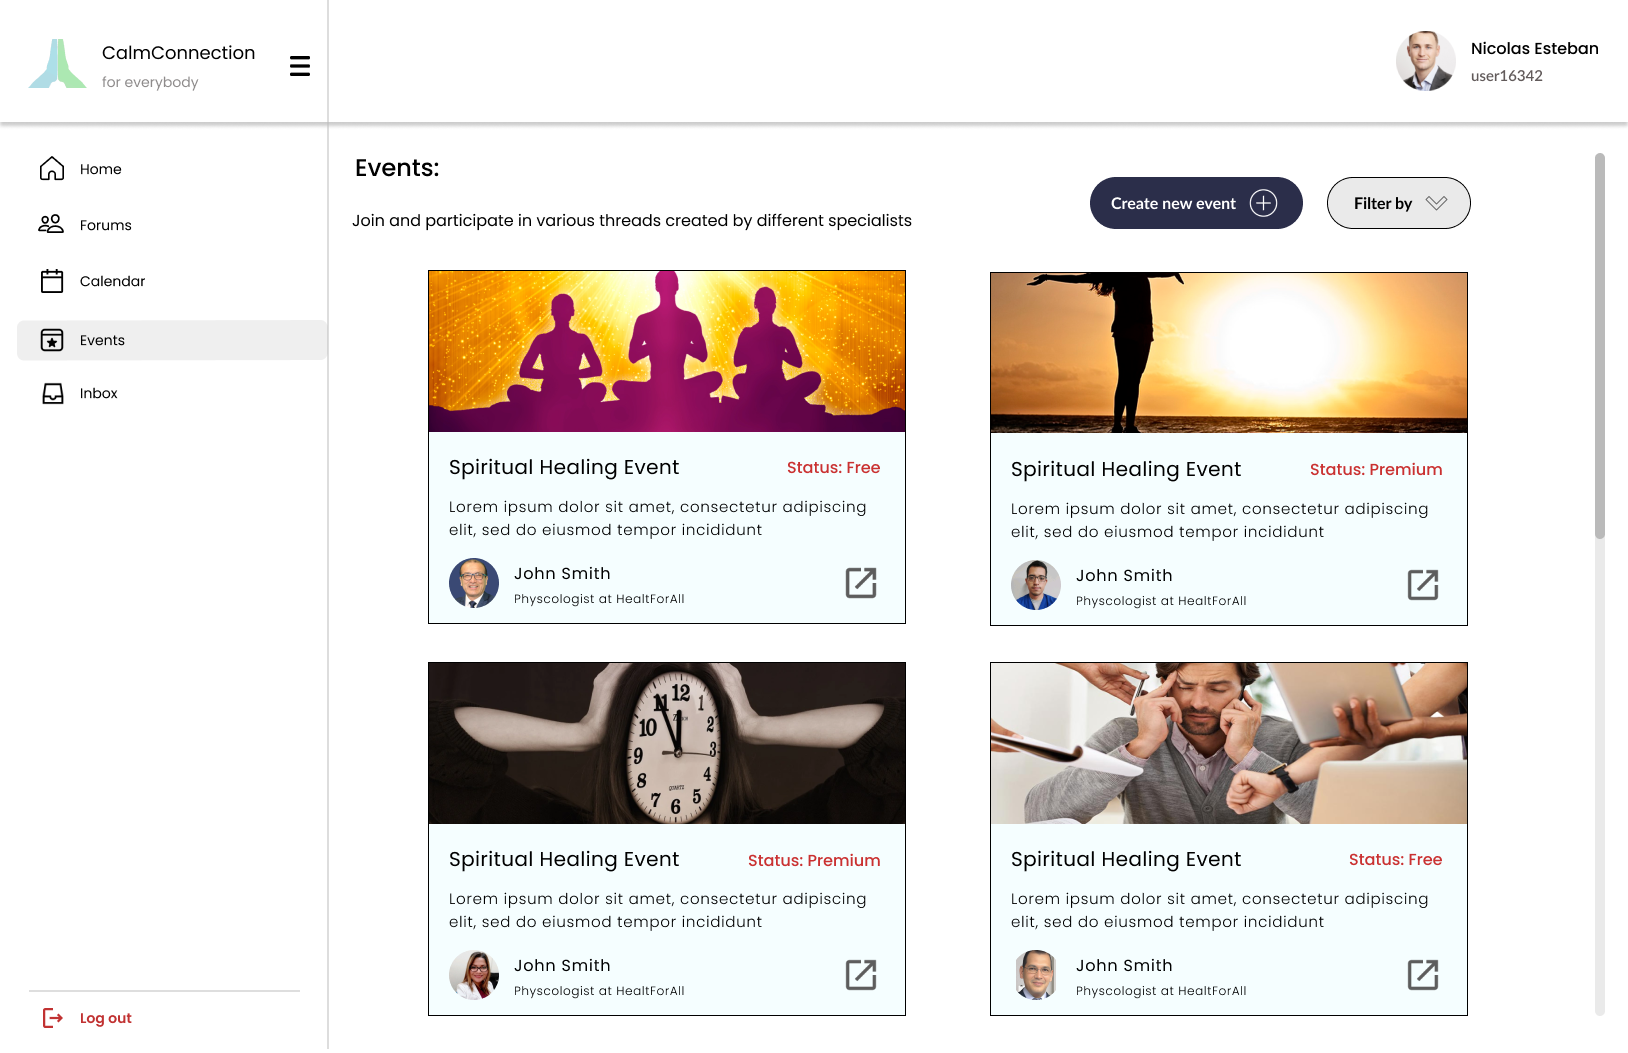 CalmConnection
for everybody
Nicolas Esteban
user16342
Home
Forums
Calendar
Events
Inbox
Log out
Events:
Join and participate in various threads created by different specialists
Create new event
Filter by
Spiritual Healing Event
Status: Free
Lorem ipsum dolor sit amet, consectetur adipiscing
elit, sed do eiusmod tempor incididunt
John Smith
Physcologist at HealtForAll
Spiritual Healing Event
Status: Premium
Lorem ipsum dolor sit amet, consectetur adipiscing
elit, sed do eiusmod tempor incididunt
John Smith
Physcologist at HealtForAll
12
1
2
3
4
5
6
7
8
9
10
11
QUARTZ
Spiritual Healing Event
Status: Premium
Lorem ipsum dolor sit amet, consectetur adipiscing
elit, sed do eiusmod tempor incididunt
John Smith
Physcologist at HealtForAll
Spiritual Healing Event
Status: Free
Lorem ipsum dolor sit amet, consectetur adipiscing
elit, sed do eiusmod tempor incididunt
John Smith
Physcologist at HealtForAll